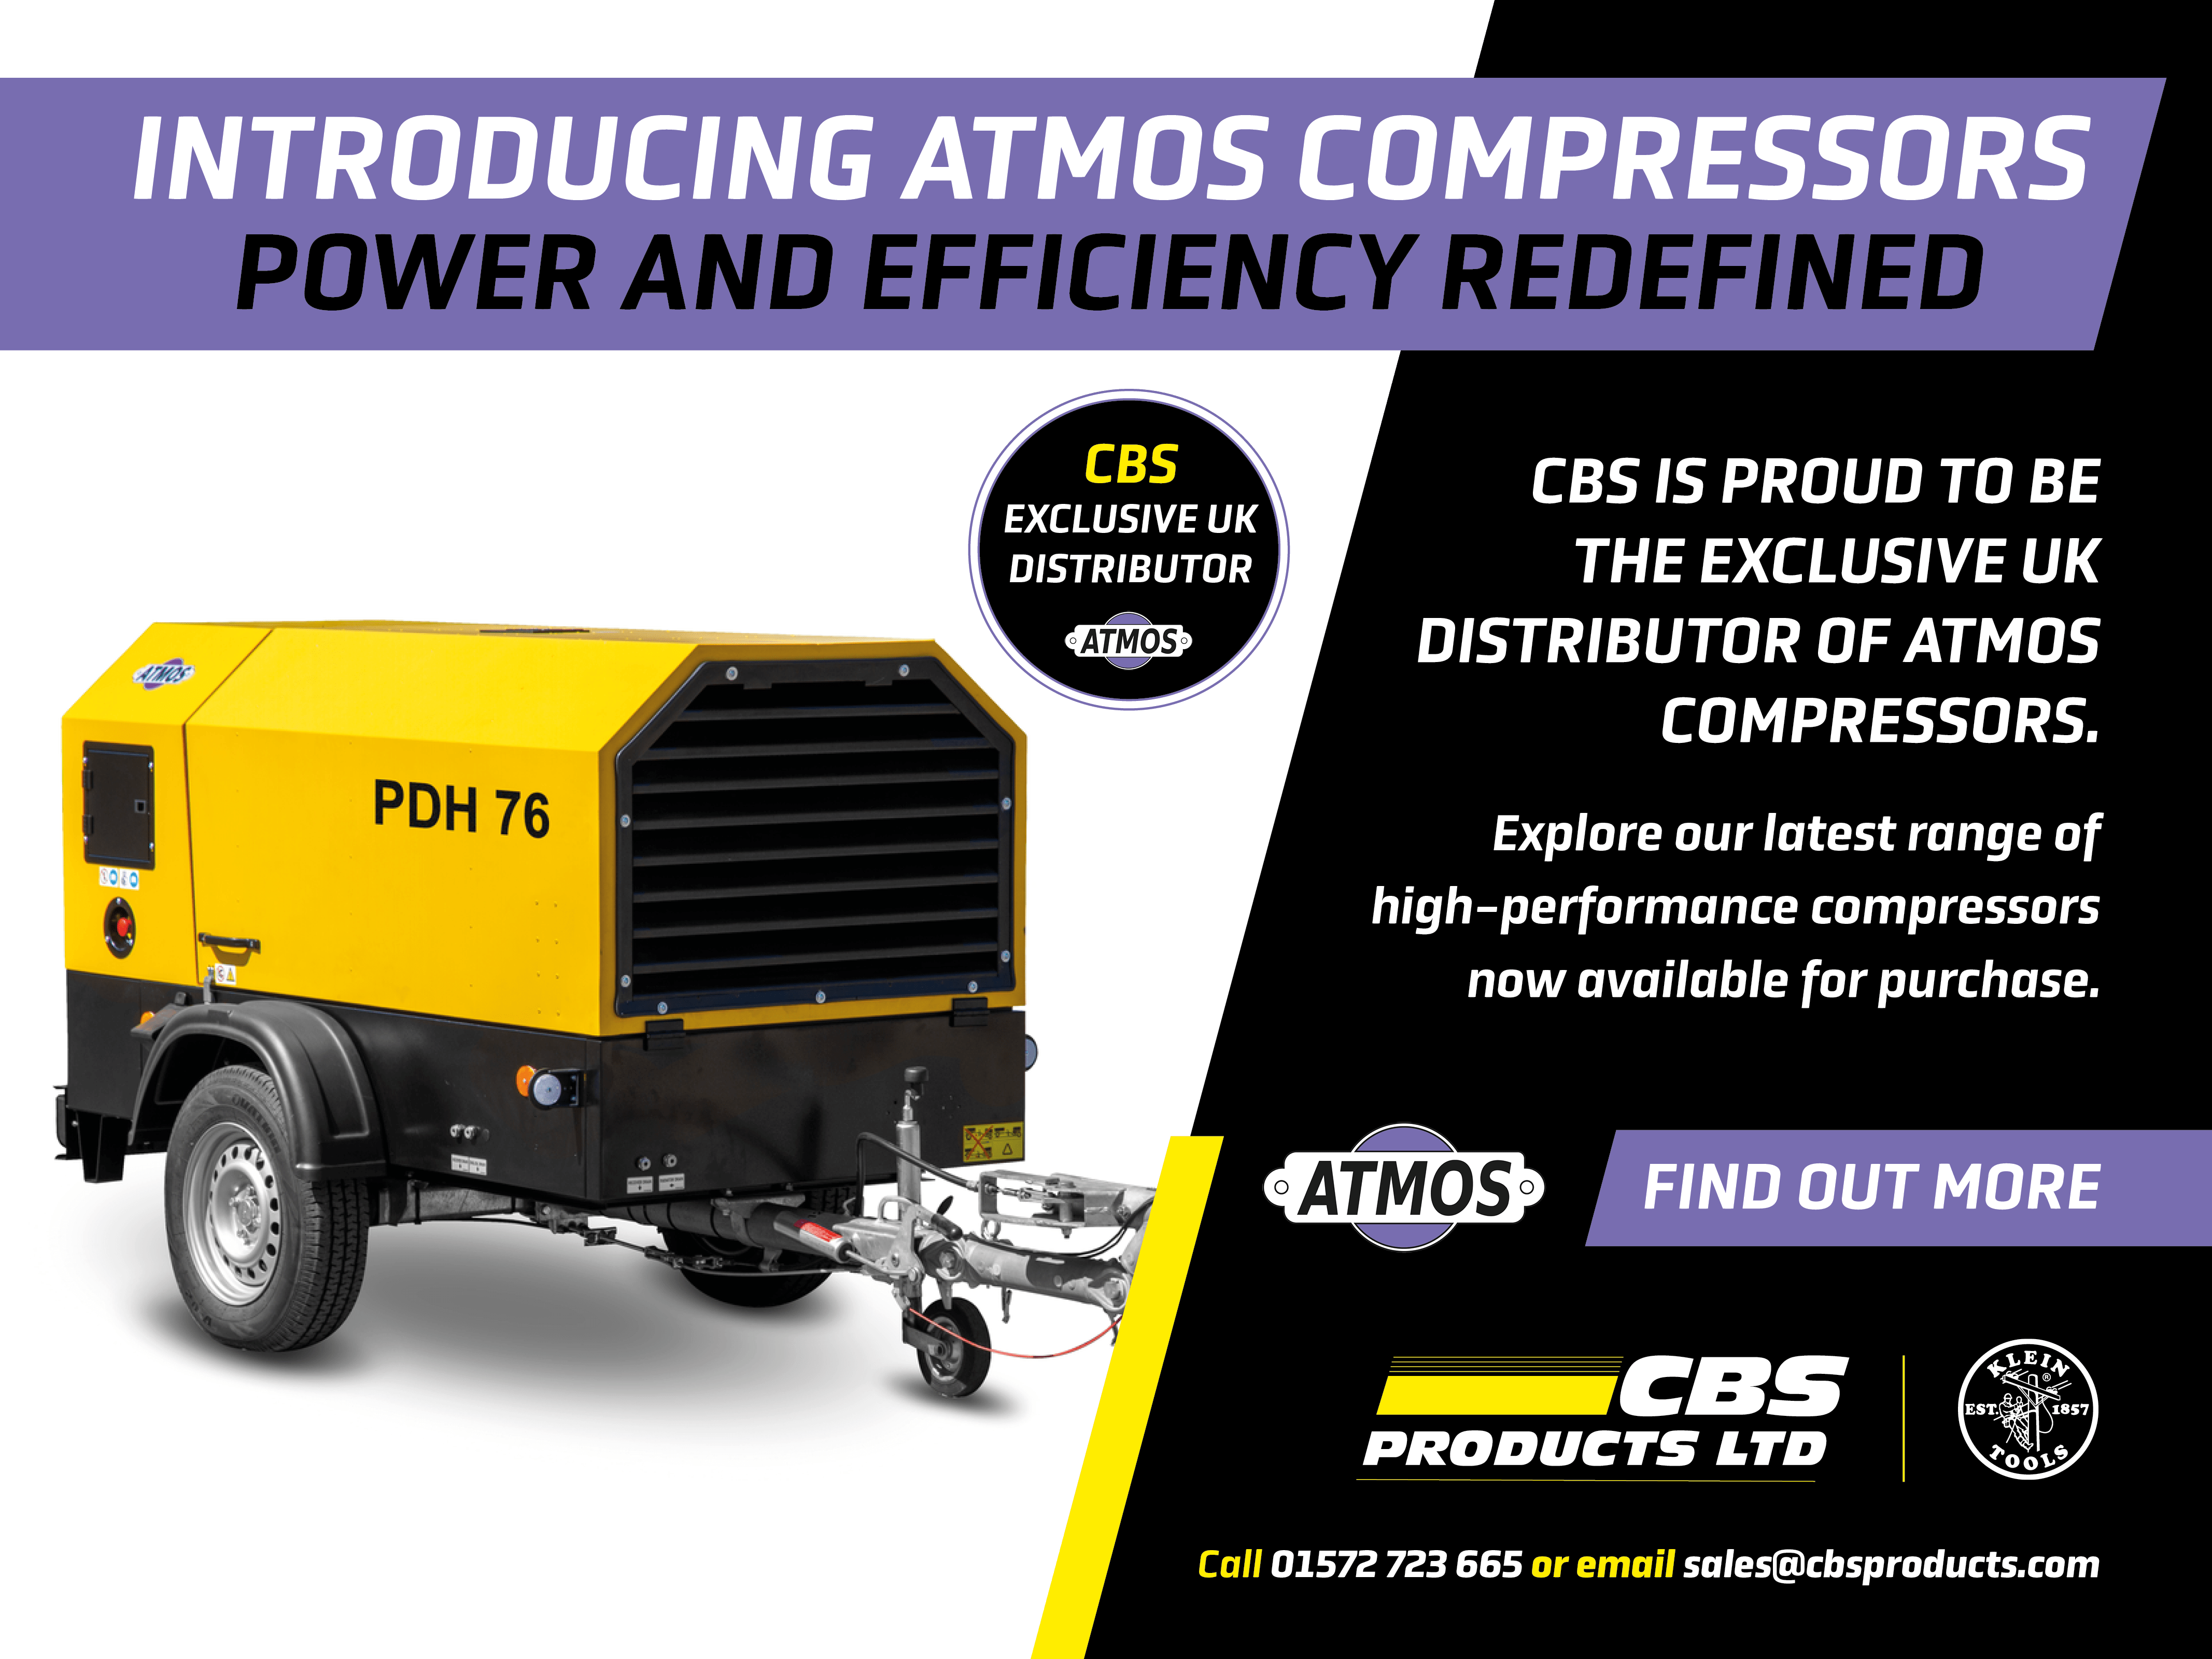 INTRODUCING ATMOS COMPRESSORS
POWER AND EFFICIENCY REDEFINED
CBS
EXCLUSIVE UK
DISTRIBUTOR
ATMOS
CBS IS PROUD TO BE
THE EXCLUSIVE UK
DISTRIBUTOR OF ATMOS
COMPRESSORS.
Explore our latest range of
high-performance compressors
now available for purchase.
ATMOS
PDH 76
ATMOS
FIND OUT MORE
CBS
PRODUCTS LTD
KLEIN
EST. 1857
TOOLS
®
Call 01572 723 665 or email sales@cbsproducts.com